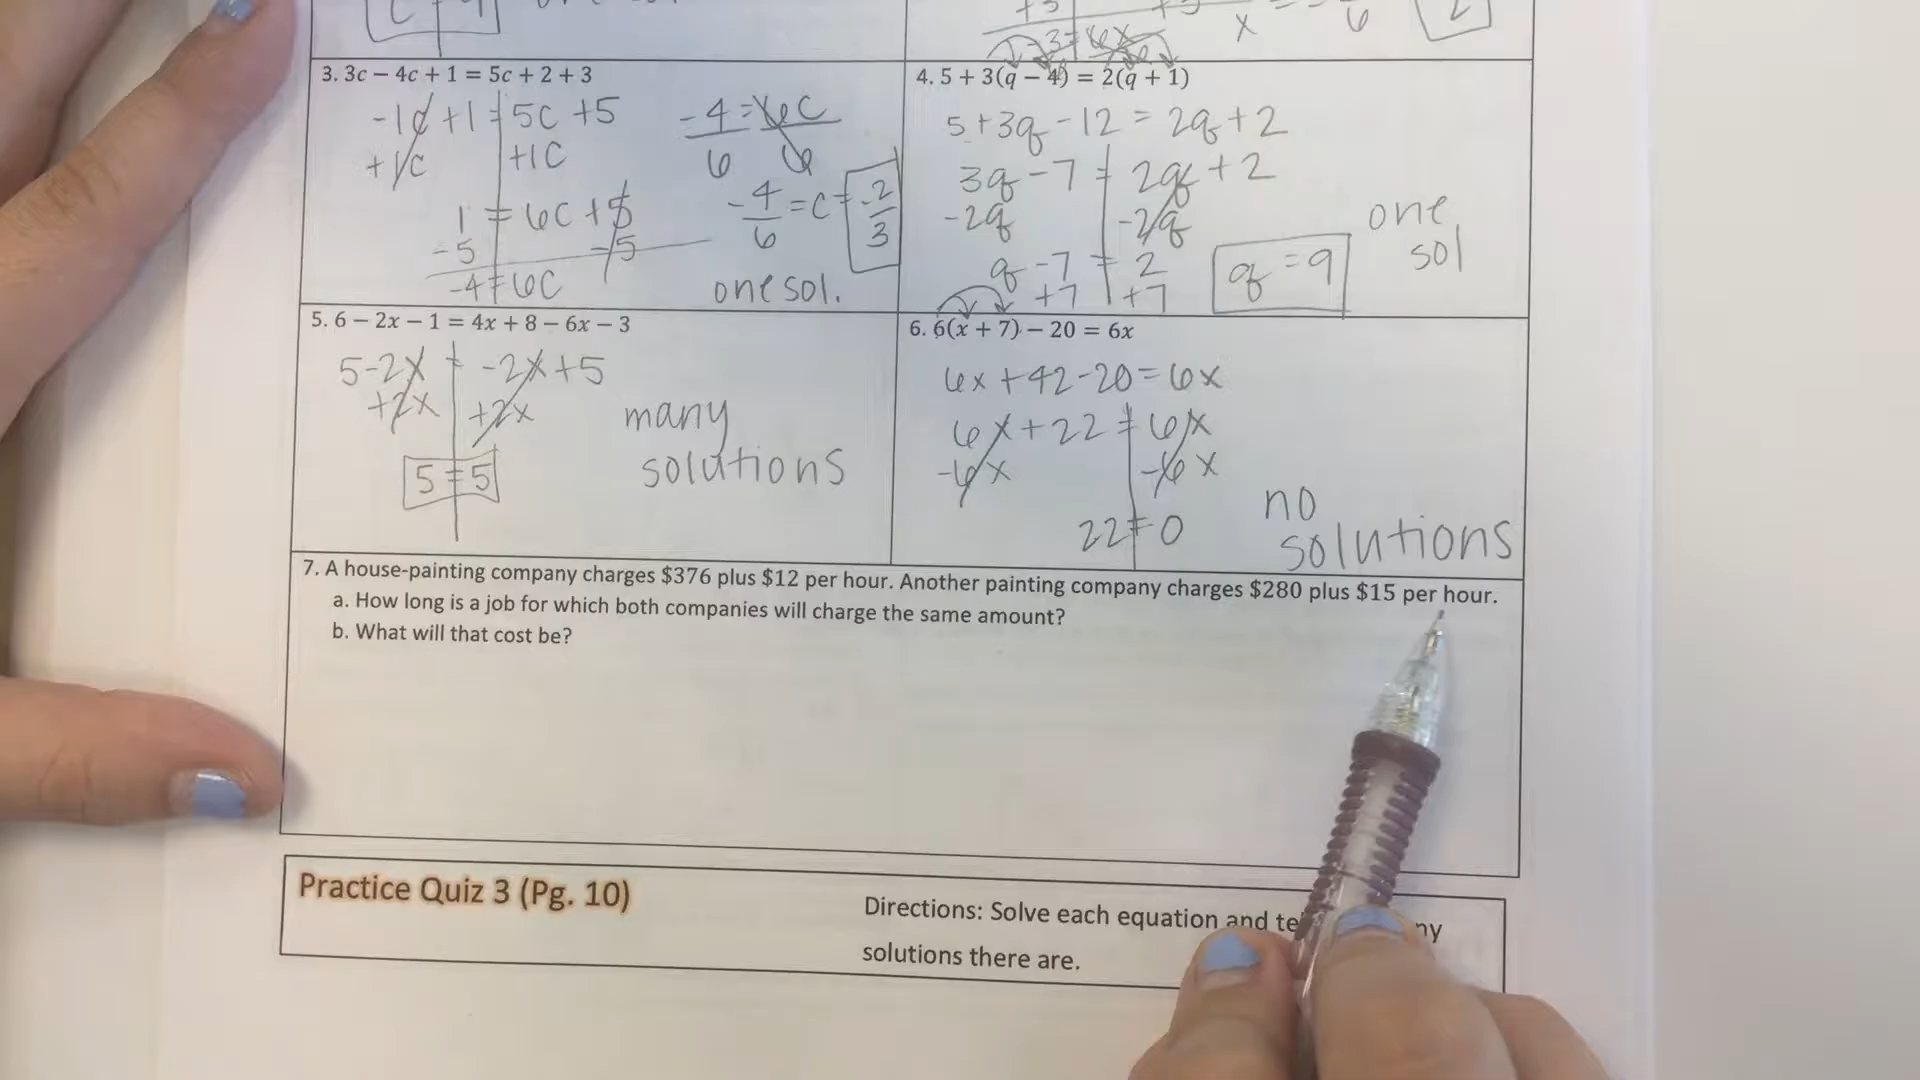 3. 3c − 4c + 1 = 5c + 2 + 3
-1c +1 = 5c +5
+1c +1c
1 = 6c +5
-5 -5
-4 = 6c
-4 = 6c
6 6
-4/6 = c = -2/3
one sol.
4. 5 + 3(q − 4) = 2(q + 1)
5 + 3q - 12 = 2q + 2
3q - 7 = 2q + 2
-2q -2q
q - 7 = 2
+7 +7
q = 9
one
sol
5. 6 − 2x − 1 = 4x + 8 − 6x − 3
5-2x = -2x+5
+2x +2x
5 = 5
many
solutions
6. 6(x + 7) − 20 = 6x
6x + 42 - 20 = 6x
6x + 22 = 6x
-6x -6x
22 = 0
no
solutions
7. A house-painting company charges $376 plus $12 per hour. Another painting company charges $280 plus $15 per hour.
a. How long is a job for which both companies will charge the same amount?
b. What will that cost be?
Practice Quiz 3 (Pg. 10)
Directions: Solve each equation and
solutions there are.